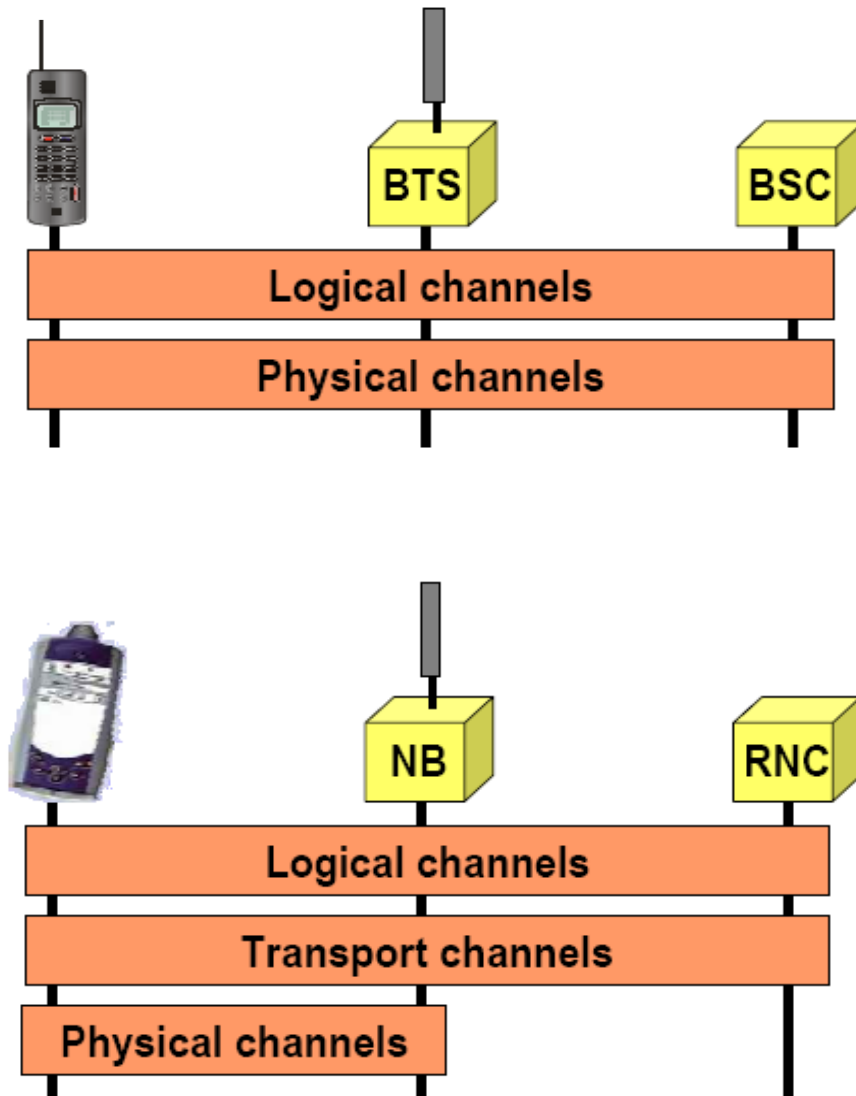 BTS
BSC
Logical channels
Physical channels
NB
RNC
Logical channels
Transport channels
Physical channels